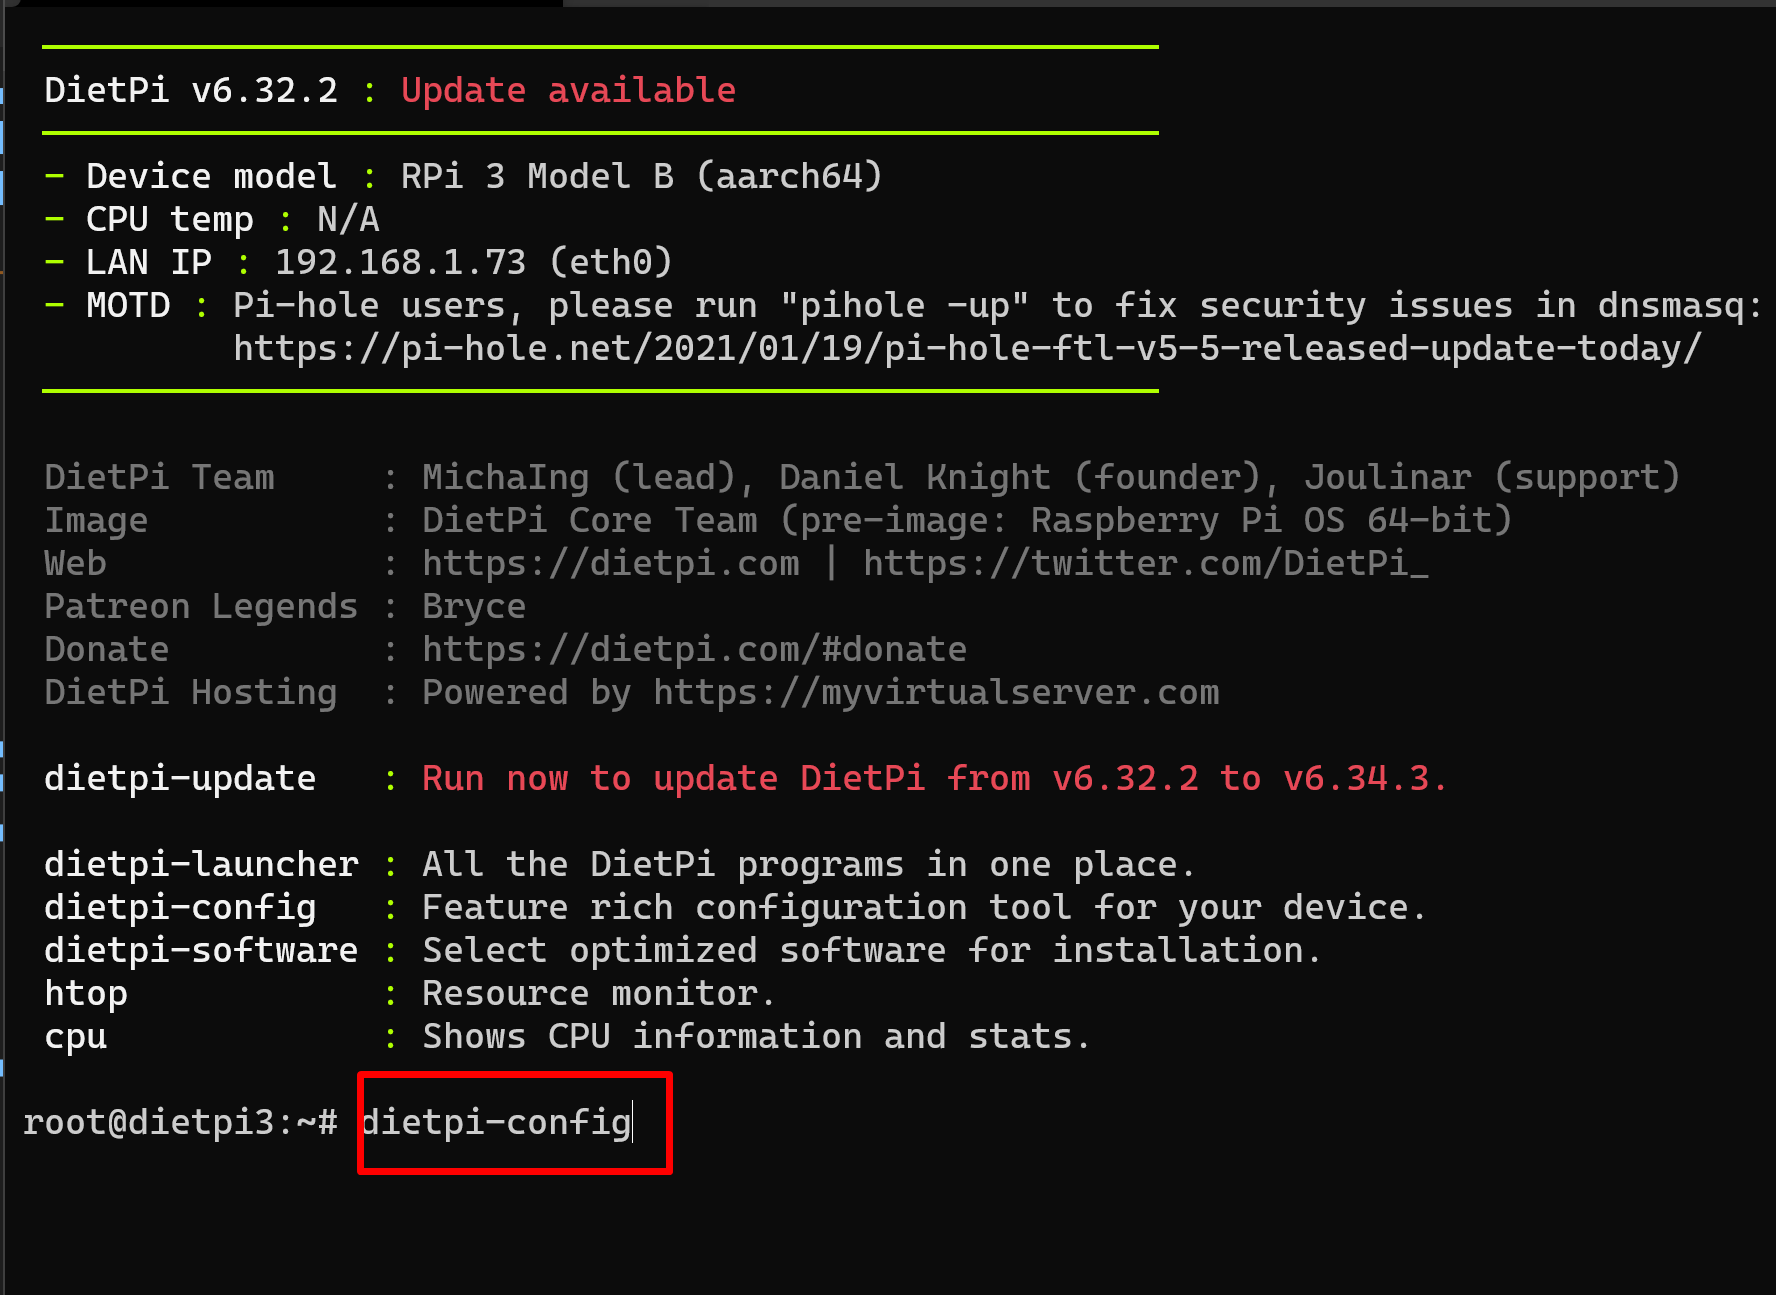 DietPi v6.32.2 : Update available
- Device model : RPi 3 Model B (aarch64)
- CPU temp : N/A
- LAN IP : 192.168.1.73 (eth0)
- MOTD : Pi-hole users, please run "pihole -up" to fix security issues in dnsmasq:
https://pi-hole.net/2021/01/19/pi-hole-ftl-v5-5-released-update-today/
DietPi Team : MichaIng (lead), Daniel Knight (founder), Joulinar (support)
Image : DietPi Core Team (pre-image: Raspberry Pi OS 64-bit)
Web : https://dietpi.com | https://twitter.com/DietPi_
Patreon Legends : Bryce
Donate : https://dietpi.com/#donate
DietPi Hosting : Powered by https://myvirtualserver.com
dietpi-update : Run now to update DietPi from v6.32.2 to v6.34.3.
dietpi-launcher : All the DietPi programs in one place.
dietpi-config : Feature rich configuration tool for your device.
dietpi-software : Select optimized software for installation.
htop : Resource monitor.
cpu : Shows CPU information and stats.
root@dietpi3:~# dietpi-config